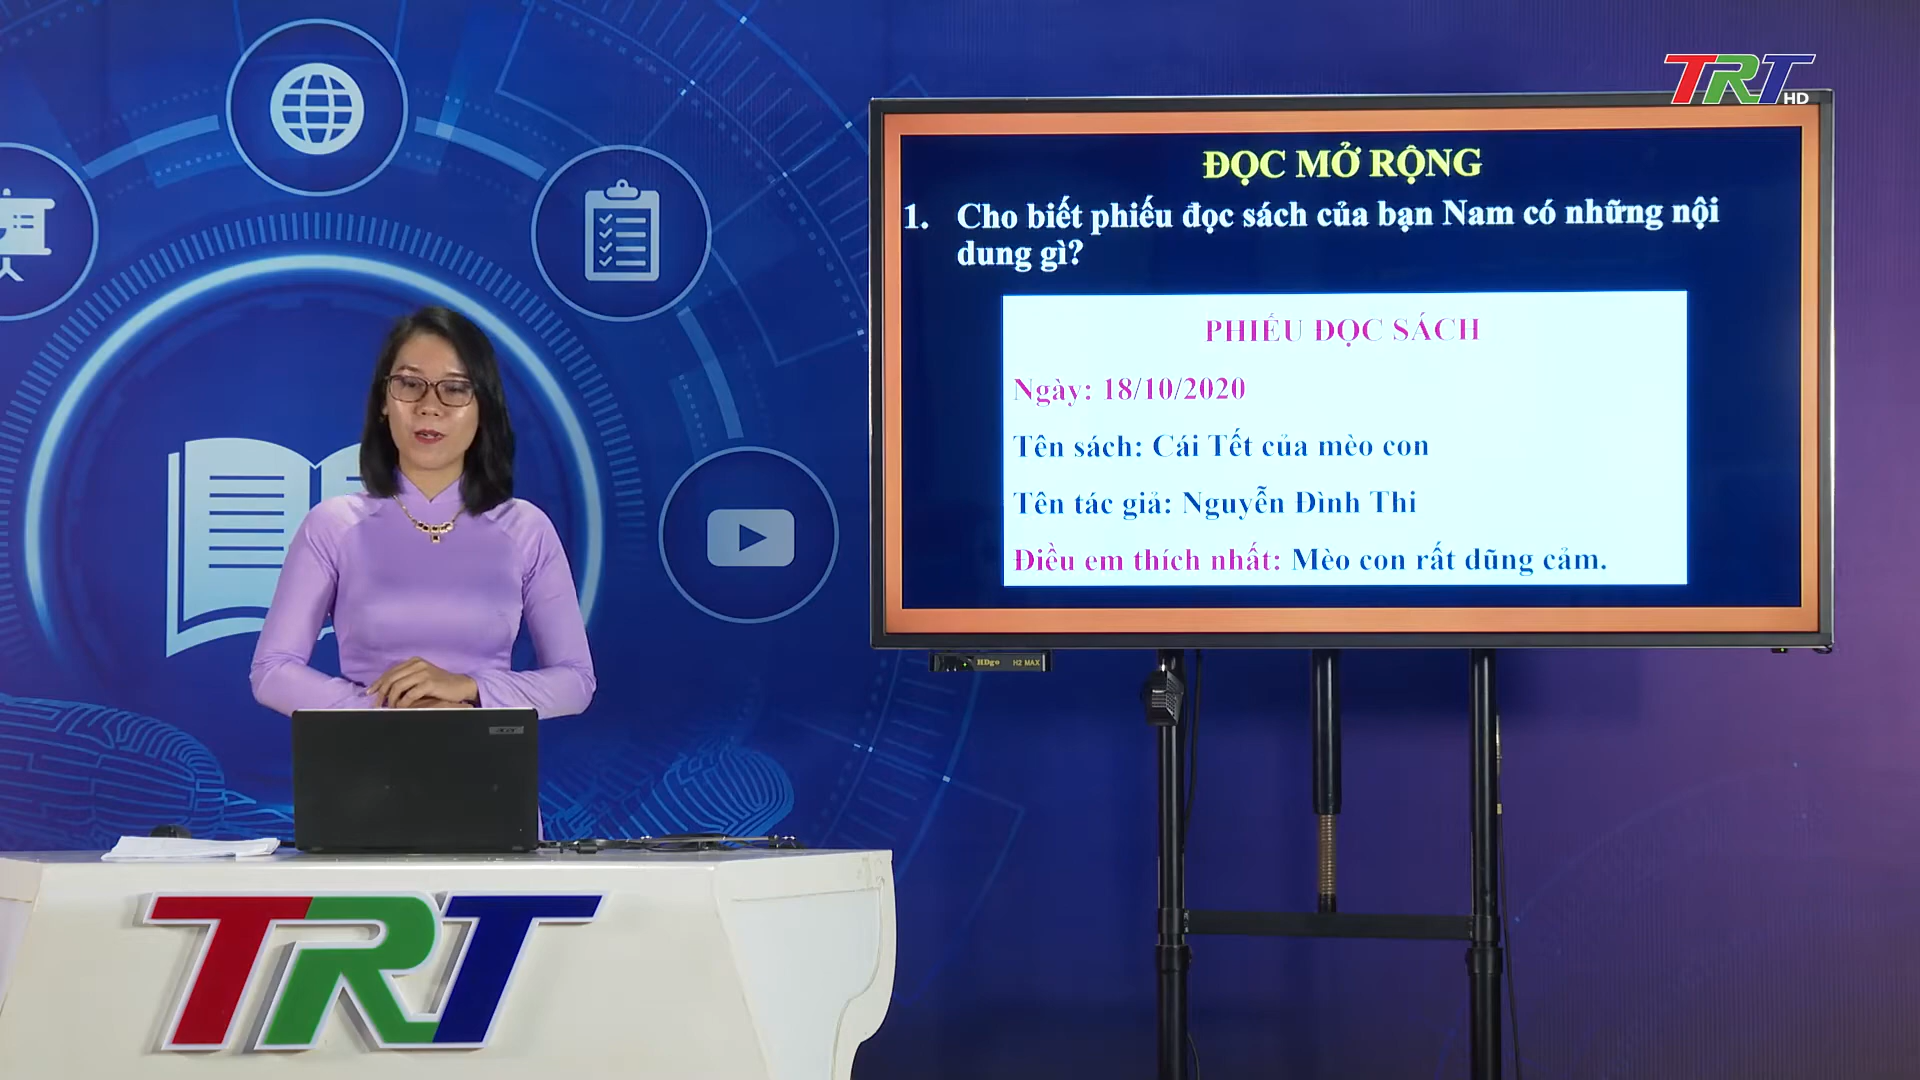 TRT HD
ĐỌC MỞ RỘNG
1. Cho biết phiếu đọc sách của bạn Nam có những nội
dung gì?
PHIẾU ĐỌC SÁCH
Ngày: 18/10/2020
Tên sách: Cái Tết của mèo con
Tên tác giả: Nguyễn Đình Thi
Điều em thích nhất: Mèo con rất dũng cảm.
HDgo H2 MAX
TRT